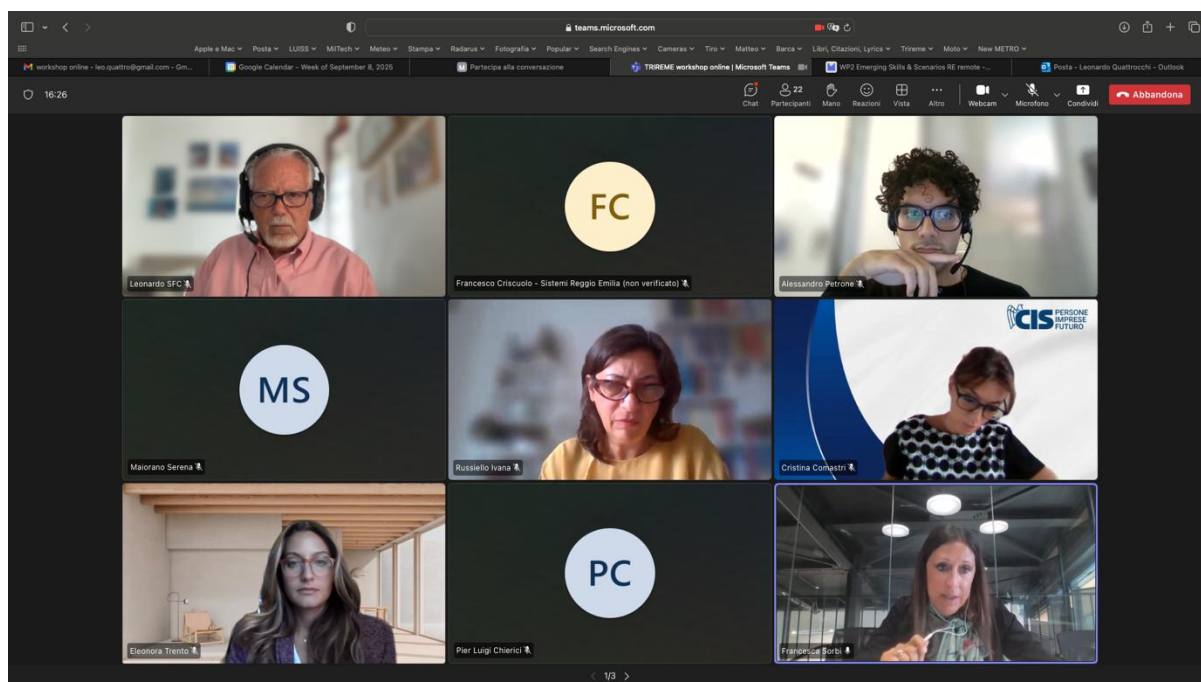 teams.microsoft.com
Apple e Mac Posta LUISS MilTech Meteo Stampa Radarus Fotografia Popular Search Engines Cameras Tiro Matteo Barca Libri, Citazioni, Lyrics Trireme Moto New METRO
workshop online - leo.quattro@gmail.com - Gm... Google Calendar - Week of September 8, 2025 Partecipa alla conversazione TRIREME workshop online | Microsoft Teams WP2 Emerging Skills & Scenarios RE remote -... Posta - Leonardo Quattrocchi - Outlook
16:26
22
Chat Partecipanti Mano Reazioni Vista Altro Webcam Microfono Condividi Abbandona
FC
CIS PERSONE
IMPRESE
FUTURO
Leonardo SFC
Francesco Criscuolo - Sistemi Reggio Emilia (non verificato)
Alessandro Petrone
MS
Maiorano Serena
Russiello Ivana
Cristina Comastri
PC
Eleonora Trento
Pier Luigi Chierici
Francesca Sorbi
1/3